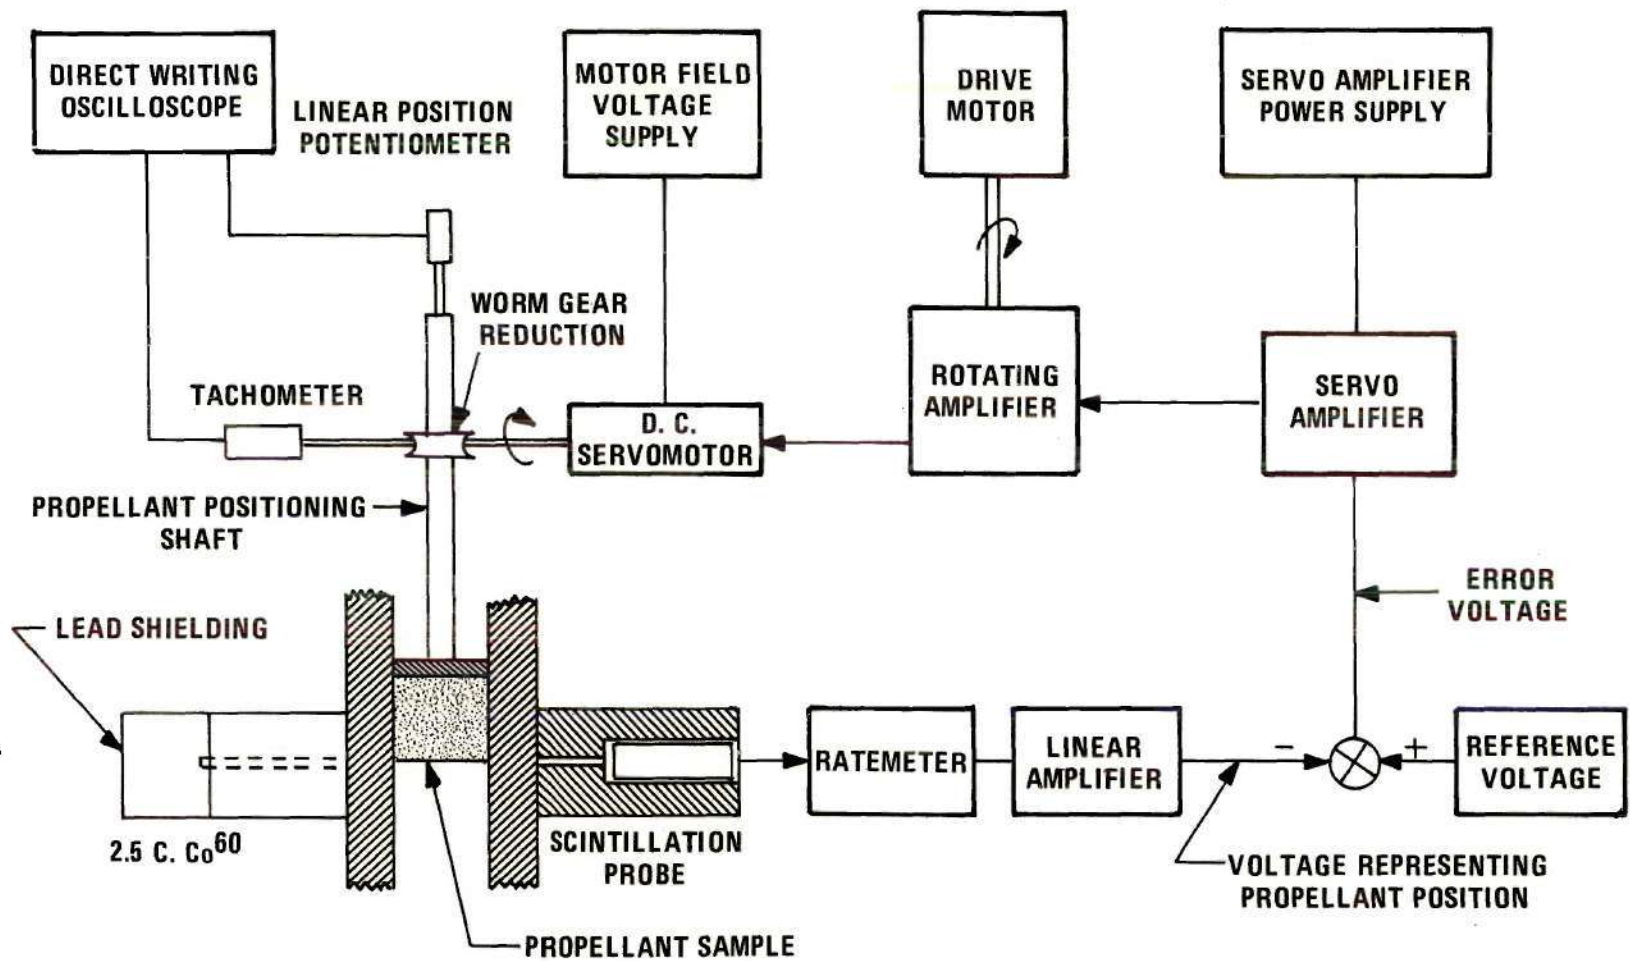 DIRECT WRITING
OSCILLOSCOPE
LINEAR POSITION
POTENTIOMETER
MOTOR FIELD
VOLTAGE
SUPPLY
DRIVE
MOTOR
SERVO AMPLIFIER
POWER SUPPLY
WORM GEAR
REDUCTION
TACHOMETER
D. C.
SERVOMOTOR
ROTATING
AMPLIFIER
SERVO
AMPLIFIER
PROPELLANT POSITIONING
SHAFT
ERROR
VOLTAGE
LEAD SHIELDING
2.5 C. Co60
SCINTILLATION
PROBE
RATEMETER
LINEAR
AMPLIFIER
−
+
REFERENCE
VOLTAGE
VOLTAGE REPRESENTING
PROPELLANT POSITION
PROPELLANT SAMPLE